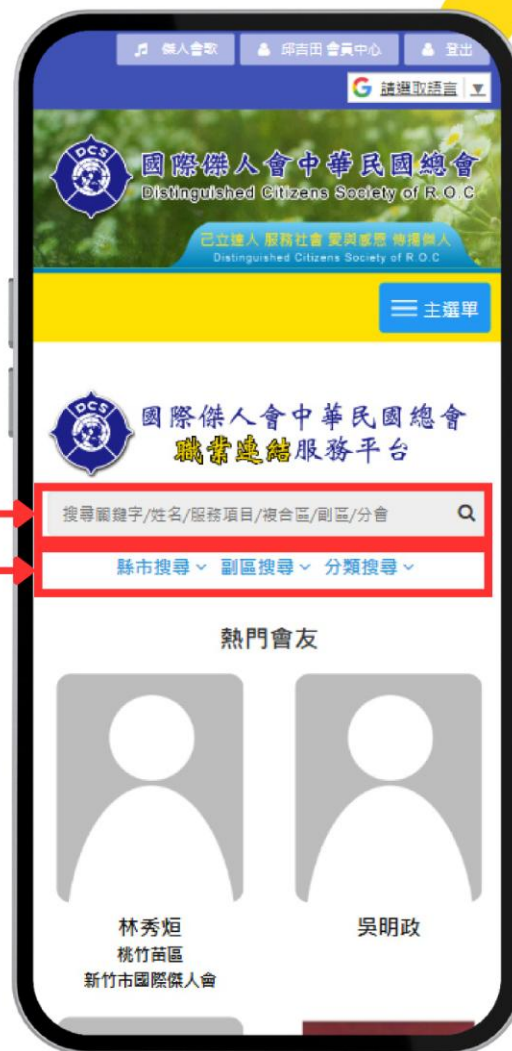 傑人會歌 邱吉田 會員中心 登出
G 請選取語言 ▼
DCS 國際傑人會中華民國總會
Distinguished Citizens Society of R.O.C
己立達人 服務社會 愛與感恩 傳揚傑人
Distinguished Citizens Society of R.O.C
主選單
DCS 國際傑人會中華民國總會
職業連結服務平台
搜尋關鍵字/姓名/服務項目/複合區/副區/分會
縣市搜尋 副區搜尋 分類搜尋
熱門會友
林秀烜 吳明政
桃竹苗區
新竹市國際傑人會